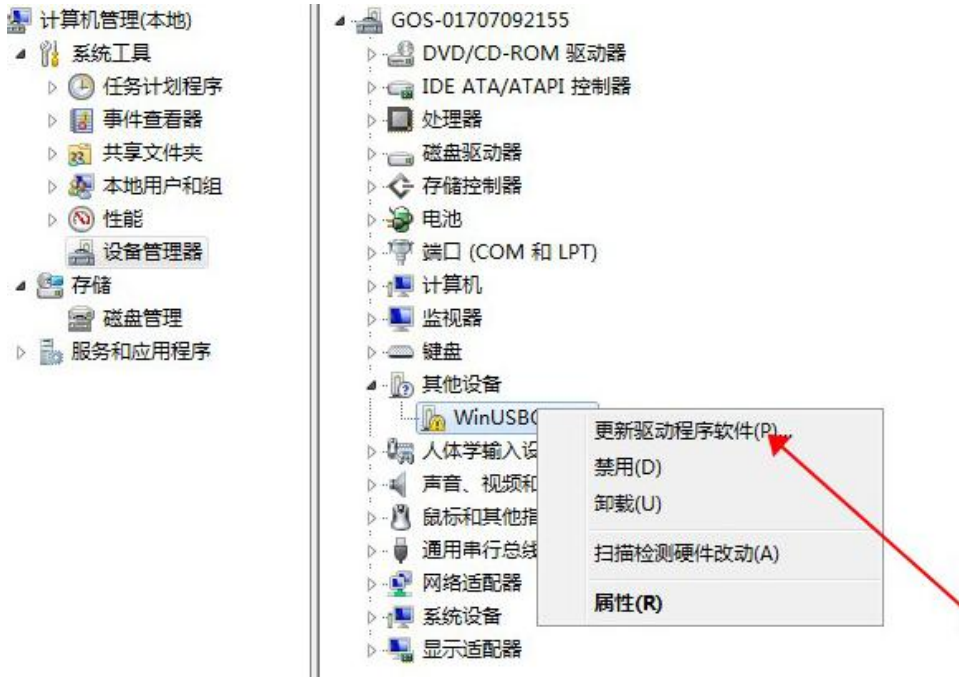 计算机管理(本地)
系统工具
任务计划程序
事件查看器
共享文件夹
本地用户和组
性能
设备管理器
存储
磁盘管理
服务和应用程序
GOS-01707092155
DVD/CD-ROM 驱动器
IDE ATA/ATAPI 控制器
处理器
磁盘驱动器
存储控制器
电池
端口 (COM 和 LPT)
计算机
监视器
键盘
其他设备
WinUSB
人体学输入设
声音、视频和
鼠标和其他指
通用串行总线
网络适配器
系统设备
显示适配器
更新驱动程序软件(P)...
禁用(D)
卸载(U)
扫描检测硬件改动(A)
属性(R)